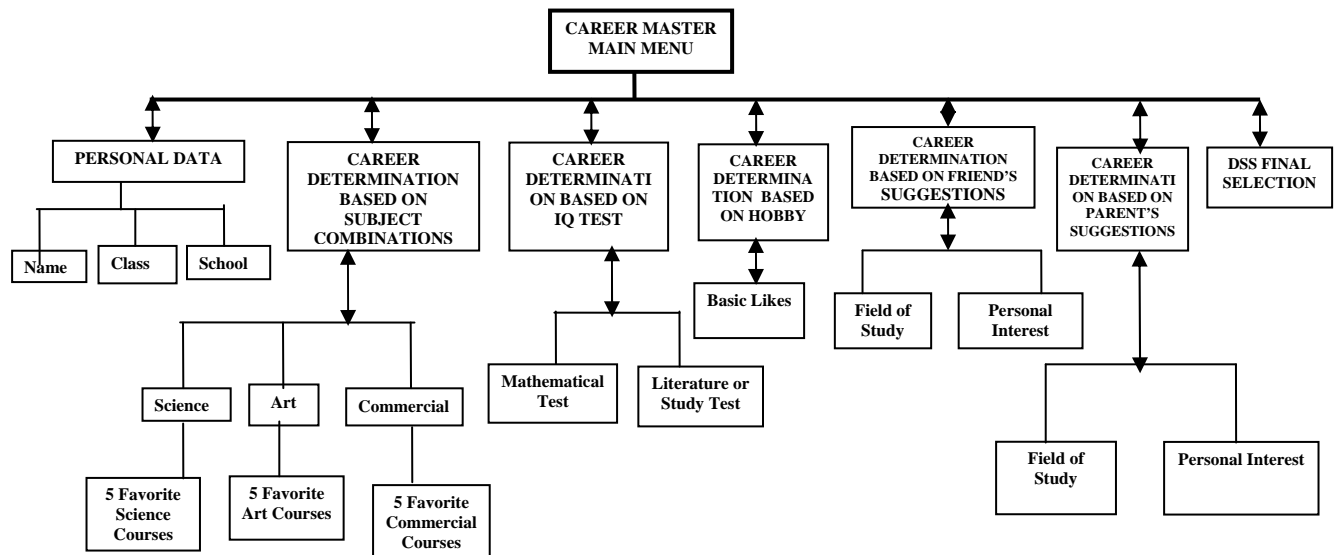 CAREER MASTER
MAIN MENU
PERSONAL DATA
Name
Class
School
CAREER
DETERMINATION
BASED ON
SUBJECT
COMBINATIONS
Science
Art
Commercial
5 Favorite
Science
Courses
5 Favorite
Art Courses
5 Favorite
Commercial
Courses
CAREER
DETERMINATI
ON BASED ON
IQ TEST
Mathematical
Test
Literature or
Study Test
CAREER
DETERMINA
TION BASED
ON HOBBY
Basic Likes
CAREER
DETERMINATION
BASED ON FRIEND'S
SUGGESTIONS
Field of
Study
Personal
Interest
CAREER
DETERMINATI
ON BASED ON
PARENT'S
SUGGESTIONS
Field of
Study
Personal Interest
DSS FINAL
SELECTION